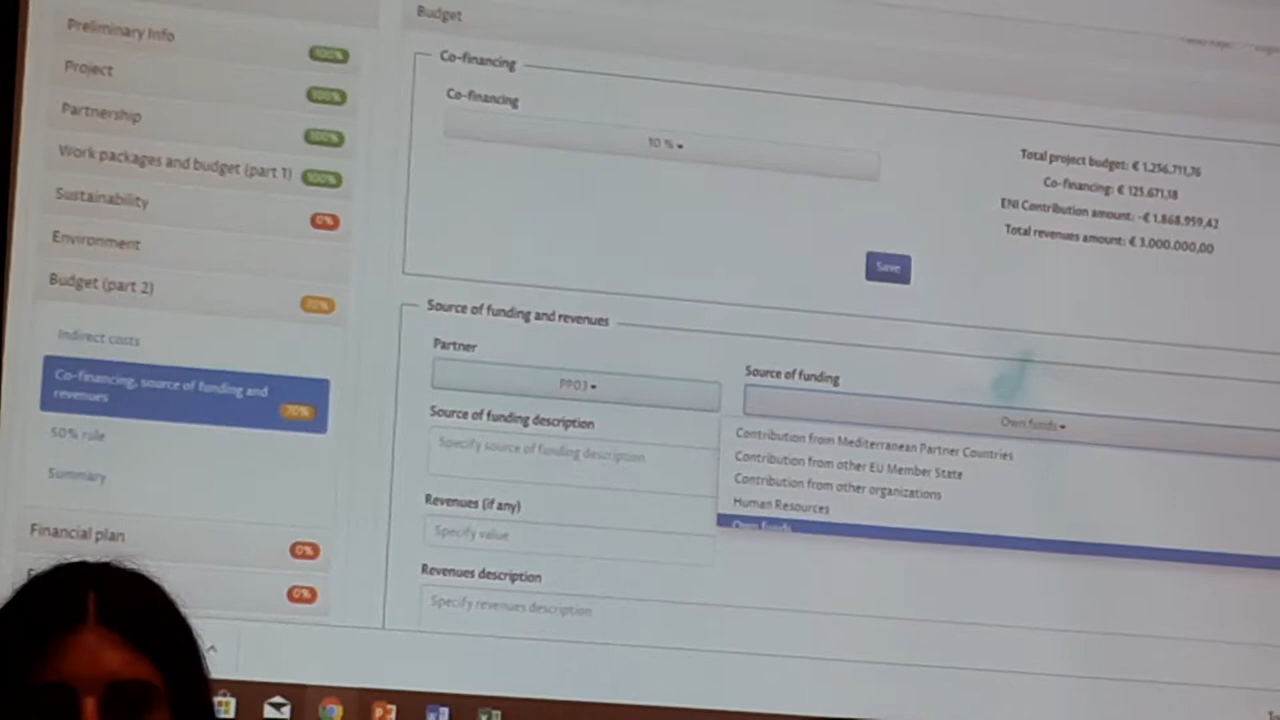 Budget
Preliminary Info
100%
Project
100%
Partnership
100%
Work packages and budget (part 1)
100%
Sustainability
0%
Environment
Budget (part 2)
Indirect costs
Co-financing, source of funding and
revenues
70%
50% rule
Summary
Financial plan
0%
0%
Co-financing
Co-financing
10 %
Total project budget: € 1.256.711,76
Co-financing: € 125.671,18
ENI Contribution amount: -€ 1.868.959,42
Total revenues amount: € 3.000.000,00
Save
Source of funding and revenues
Partner
PP03
Source of funding
Own funds
Contribution from Mediterranean Partner Countries
Contribution from other EU Member State
Contribution from other organizations
Human Resources
Own funds
Source of funding description
Specify source of funding description
Revenues (if any)
Specify value
Revenues description
Specify revenues description